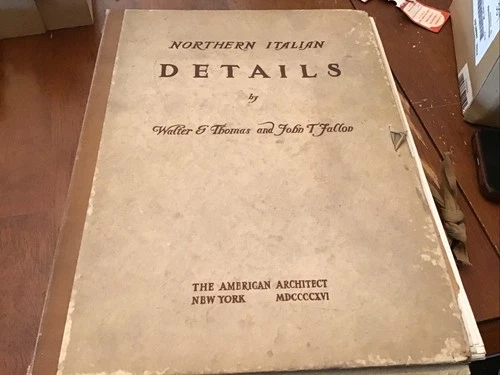 NORTHERN ITALIAN
DETAILS
by
Walter G Thomas and John T Fallon
THE AMERICAN ARCHITECT
NEW YORK MDCCCCXVI